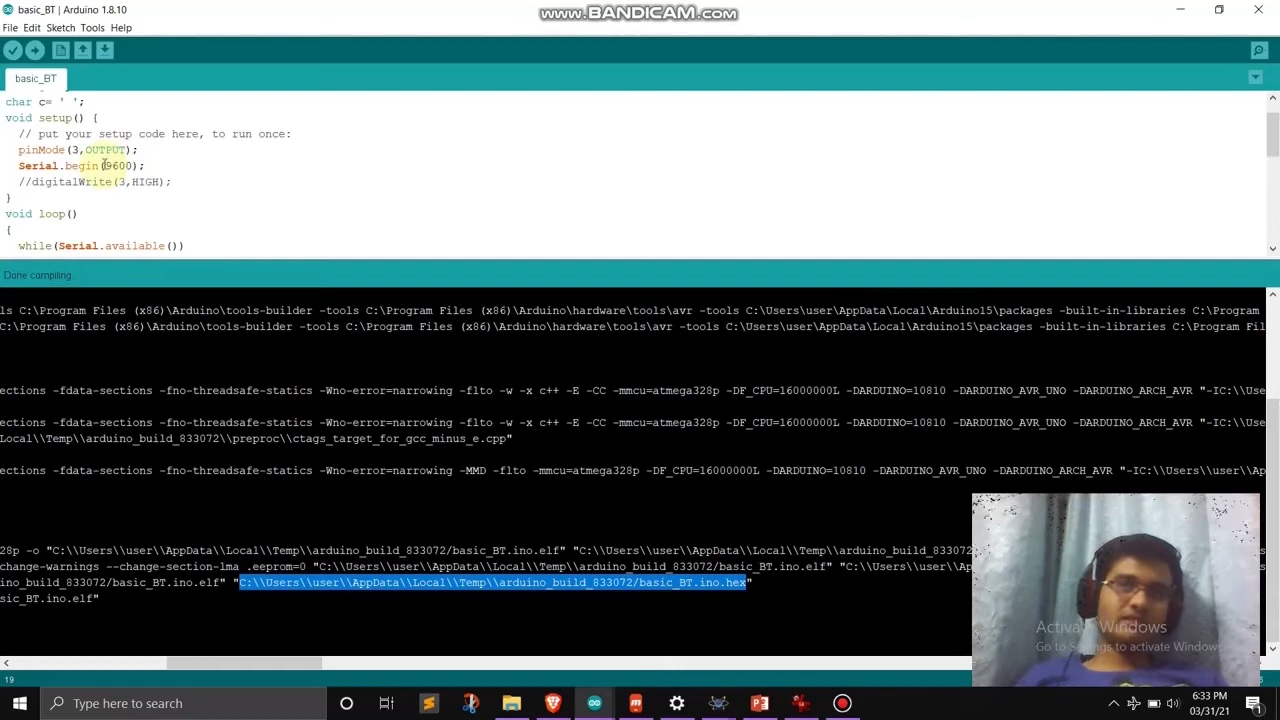 basic_BT | Arduino 1.8.10
www.BANDICAM.com
File Edit Sketch Tools Help
basic_BT
char c= ' ';
void setup() {
// put your setup code here, to run once:
pinMode(3,OUTPUT);
Serial.begin(9600);
//digitalWrite(3,HIGH);
}
void loop()
{
while(Serial.available())
Done compiling.
ls C:\Program Files (x86)\Arduino\tools-builder -tools C:\Program Files (x86)\Arduino\hardware\tools\avr -tools C:\Users\user\AppData\Local\Arduino15\packages -built-in-libraries C:\Program
C:\Program Files (x86)\Arduino\tools-builder -tools C:\Program Files (x86)\Arduino\hardware\tools\avr -tools C:\Users\user\AppData\Local\Arduino15\packages -built-in-libraries C:\Program Fil
ections -fdata-sections -fno-threadsafe-statics -Wno-error=narrowing -flto -w -x c++ -E -CC -mmcu=atmega328p -DF_CPU=16000000L -DARDUINO=10810 -DARDUINO_AVR_UNO -DARDUINO_ARCH_AVR "-IC:\\Use
ections -fdata-sections -fno-threadsafe-statics -Wno-error=narrowing -flto -w -x c++ -E -CC -mmcu=atmega328p -DF_CPU=16000000L -DARDUINO=10810 -DARDUINO_AVR_UNO -DARDUINO_ARCH_AVR "-IC:\\Use
Local\\Temp\\arduino_build_833072\\preproc\\ctags_target_for_gcc_minus_e.cpp"
ections -fdata-sections -fno-threadsafe-statics -Wno-error=narrowing -MMD -flto -mmcu=atmega328p -DF_CPU=16000000L -DARDUINO=10810 -DARDUINO_AVR_UNO -DARDUINO_ARCH_AVR "-IC:\\Users\\user\\Ap
28p -o "C:\\Users\\user\\AppData\\Local\\Temp\\arduino_build_833072/basic_BT.ino.elf" "C:\\Users\\user\\AppData\\Local\\Temp\\arduino_build_833072
change-warnings --change-section-lma .eeprom=0 "C:\\Users\\user\\AppData\\Local\\Temp\\arduino_build_833072/basic_BT.ino.elf" "C:\\Users\\user\\A
ino_build_833072/basic_BT.ino.elf" "C:\\Users\\user\\AppData\\Local\\Temp\\arduino_build_833072/basic_BT.ino.hex"
sic_BT.ino.elf"
Activate Windows
Go to Settings to activate Windows.
19
Type here to search
6:33 PM
03/31/21